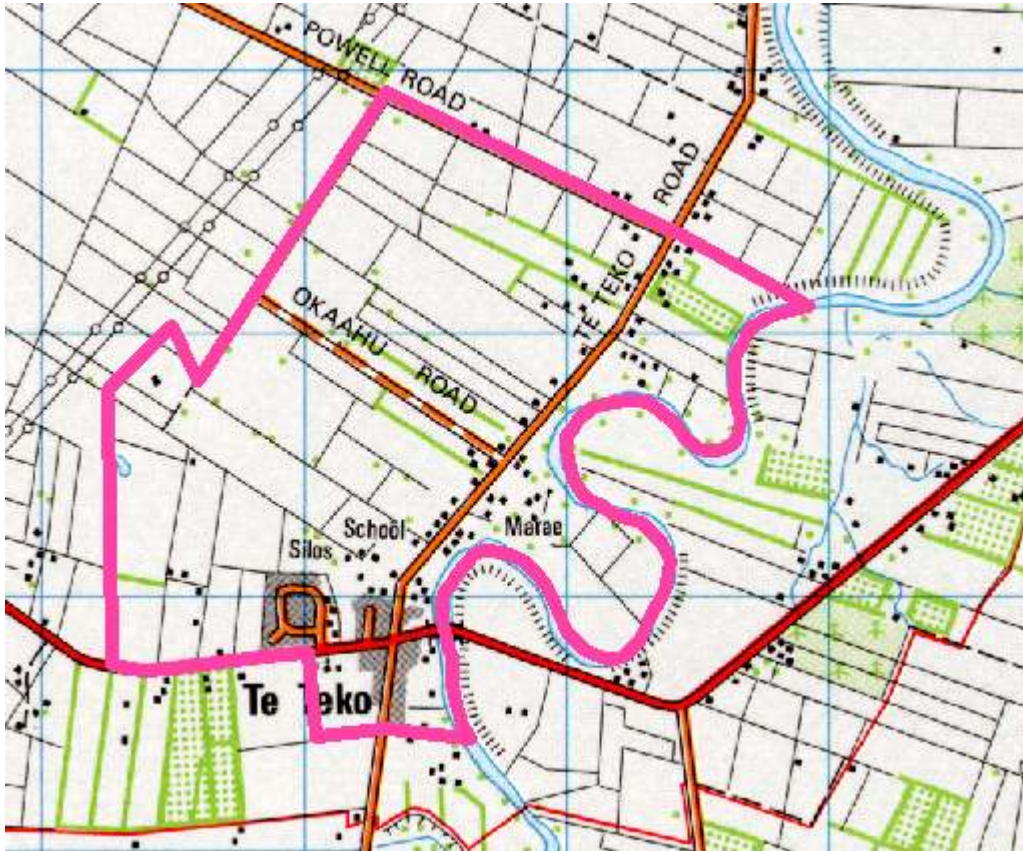 POWELL ROAD
TE TEKO ROAD
OKAAHU ROAD
School
Marae
Silos
Te Teko